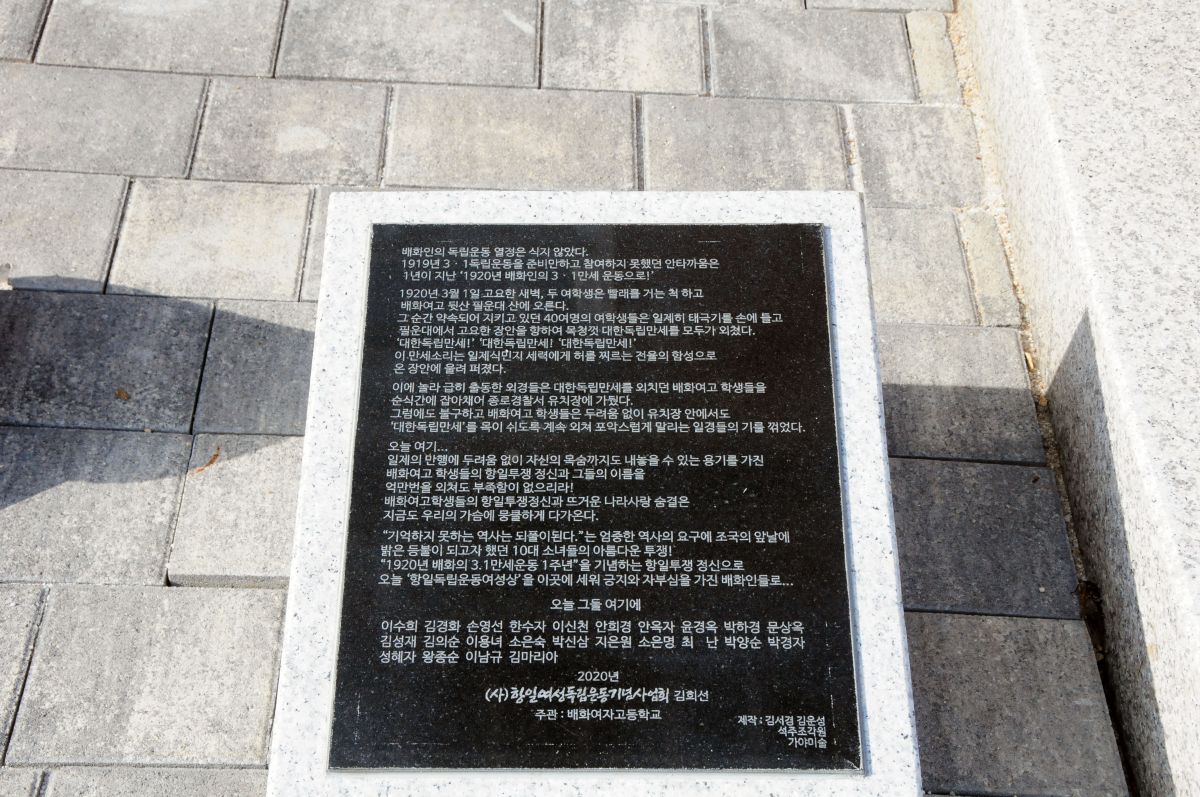 배화인의 독립운동 열정은 식지 않았다.
1919년 3 · 1독립운동을 준비만하고 참여하지 못했던 안타까움은
1년이 지난 '1920년 배화인의 3 · 1만세 운동으로!'
1920년 3월 1일 고요한 새벽, 두 여학생은 빨래를 거는 척 하고
배화여고 뒷산 필운대 산에 오른다.
그 순간 약속되어 지키고 있던 40여명의 여학생들은 일제히 태극기를 손에 들고
필운대에서 고요한 장안을 향하여 목청껏 대한독립만세를 모두가 외쳤다.
'대한독립만세!' '대한독립만세! '대한독립만세!'
이 만세소리는 일제식민지 세력에게 허를 찌르는 전율의 함성으로
온 장안에 울려 퍼졌다.
이에 놀라 급히 출동한 외경들은 대한독립만세를 외치던 배화여고 학생들을
순식간에 잡아채어 종로경찰서 유치장에 가뒀다.
그럼에도 불구하고 배화여고 학생들은 두려움 없이 유치장 안에서도
'대한독립만세'를 목이 쉬도록 계속 외쳐 포악스럽게 말리는 일경들의 기를 꺾었다.
오늘 여기...
일제의 만행에 두려움 없이 자신의 목숨까지도 내놓을 수 있는 용기를 가진
배화여고 학생들의 항일투쟁 정신과 그들의 이름을
억만번을 외쳐도 부족함이 없으리라!
배화여고학생들의 항일투쟁정신과 뜨거운 나라사랑 숨결은
지금도 우리의 가슴에 뭉클하게 다가온다.
"기억하지 못하는 역사는 되풀이된다."는 엄중한 역사의 요구에 조국의 앞날에
밝은 등불이 되고자 했던 10대 소녀들의 아름다운 투쟁!
"1920년 배화의 3.1만세운동 1주년"을 기념하는 항일투쟁 정신으로
오늘 '항일독립운동여성상'을 이곳에 세워 긍지와 자부심을 가진 배화인들로...
오늘 그들 여기에
이수희 김경화 손영선 한수자 이신천 안희경 안옥자 윤경옥 박하경 문상옥
김성재 김의순 이용녀 소은숙 박신삼 지은원 소은명 최 난 박양순 박경자
성혜자 왕종순 이남규 김마리아
2020년
(사)항일여성독립운동기념사업회 김희선
주관 : 배화여자고등학교
제작 : 김서경 김운성
석주조각원
가야미술